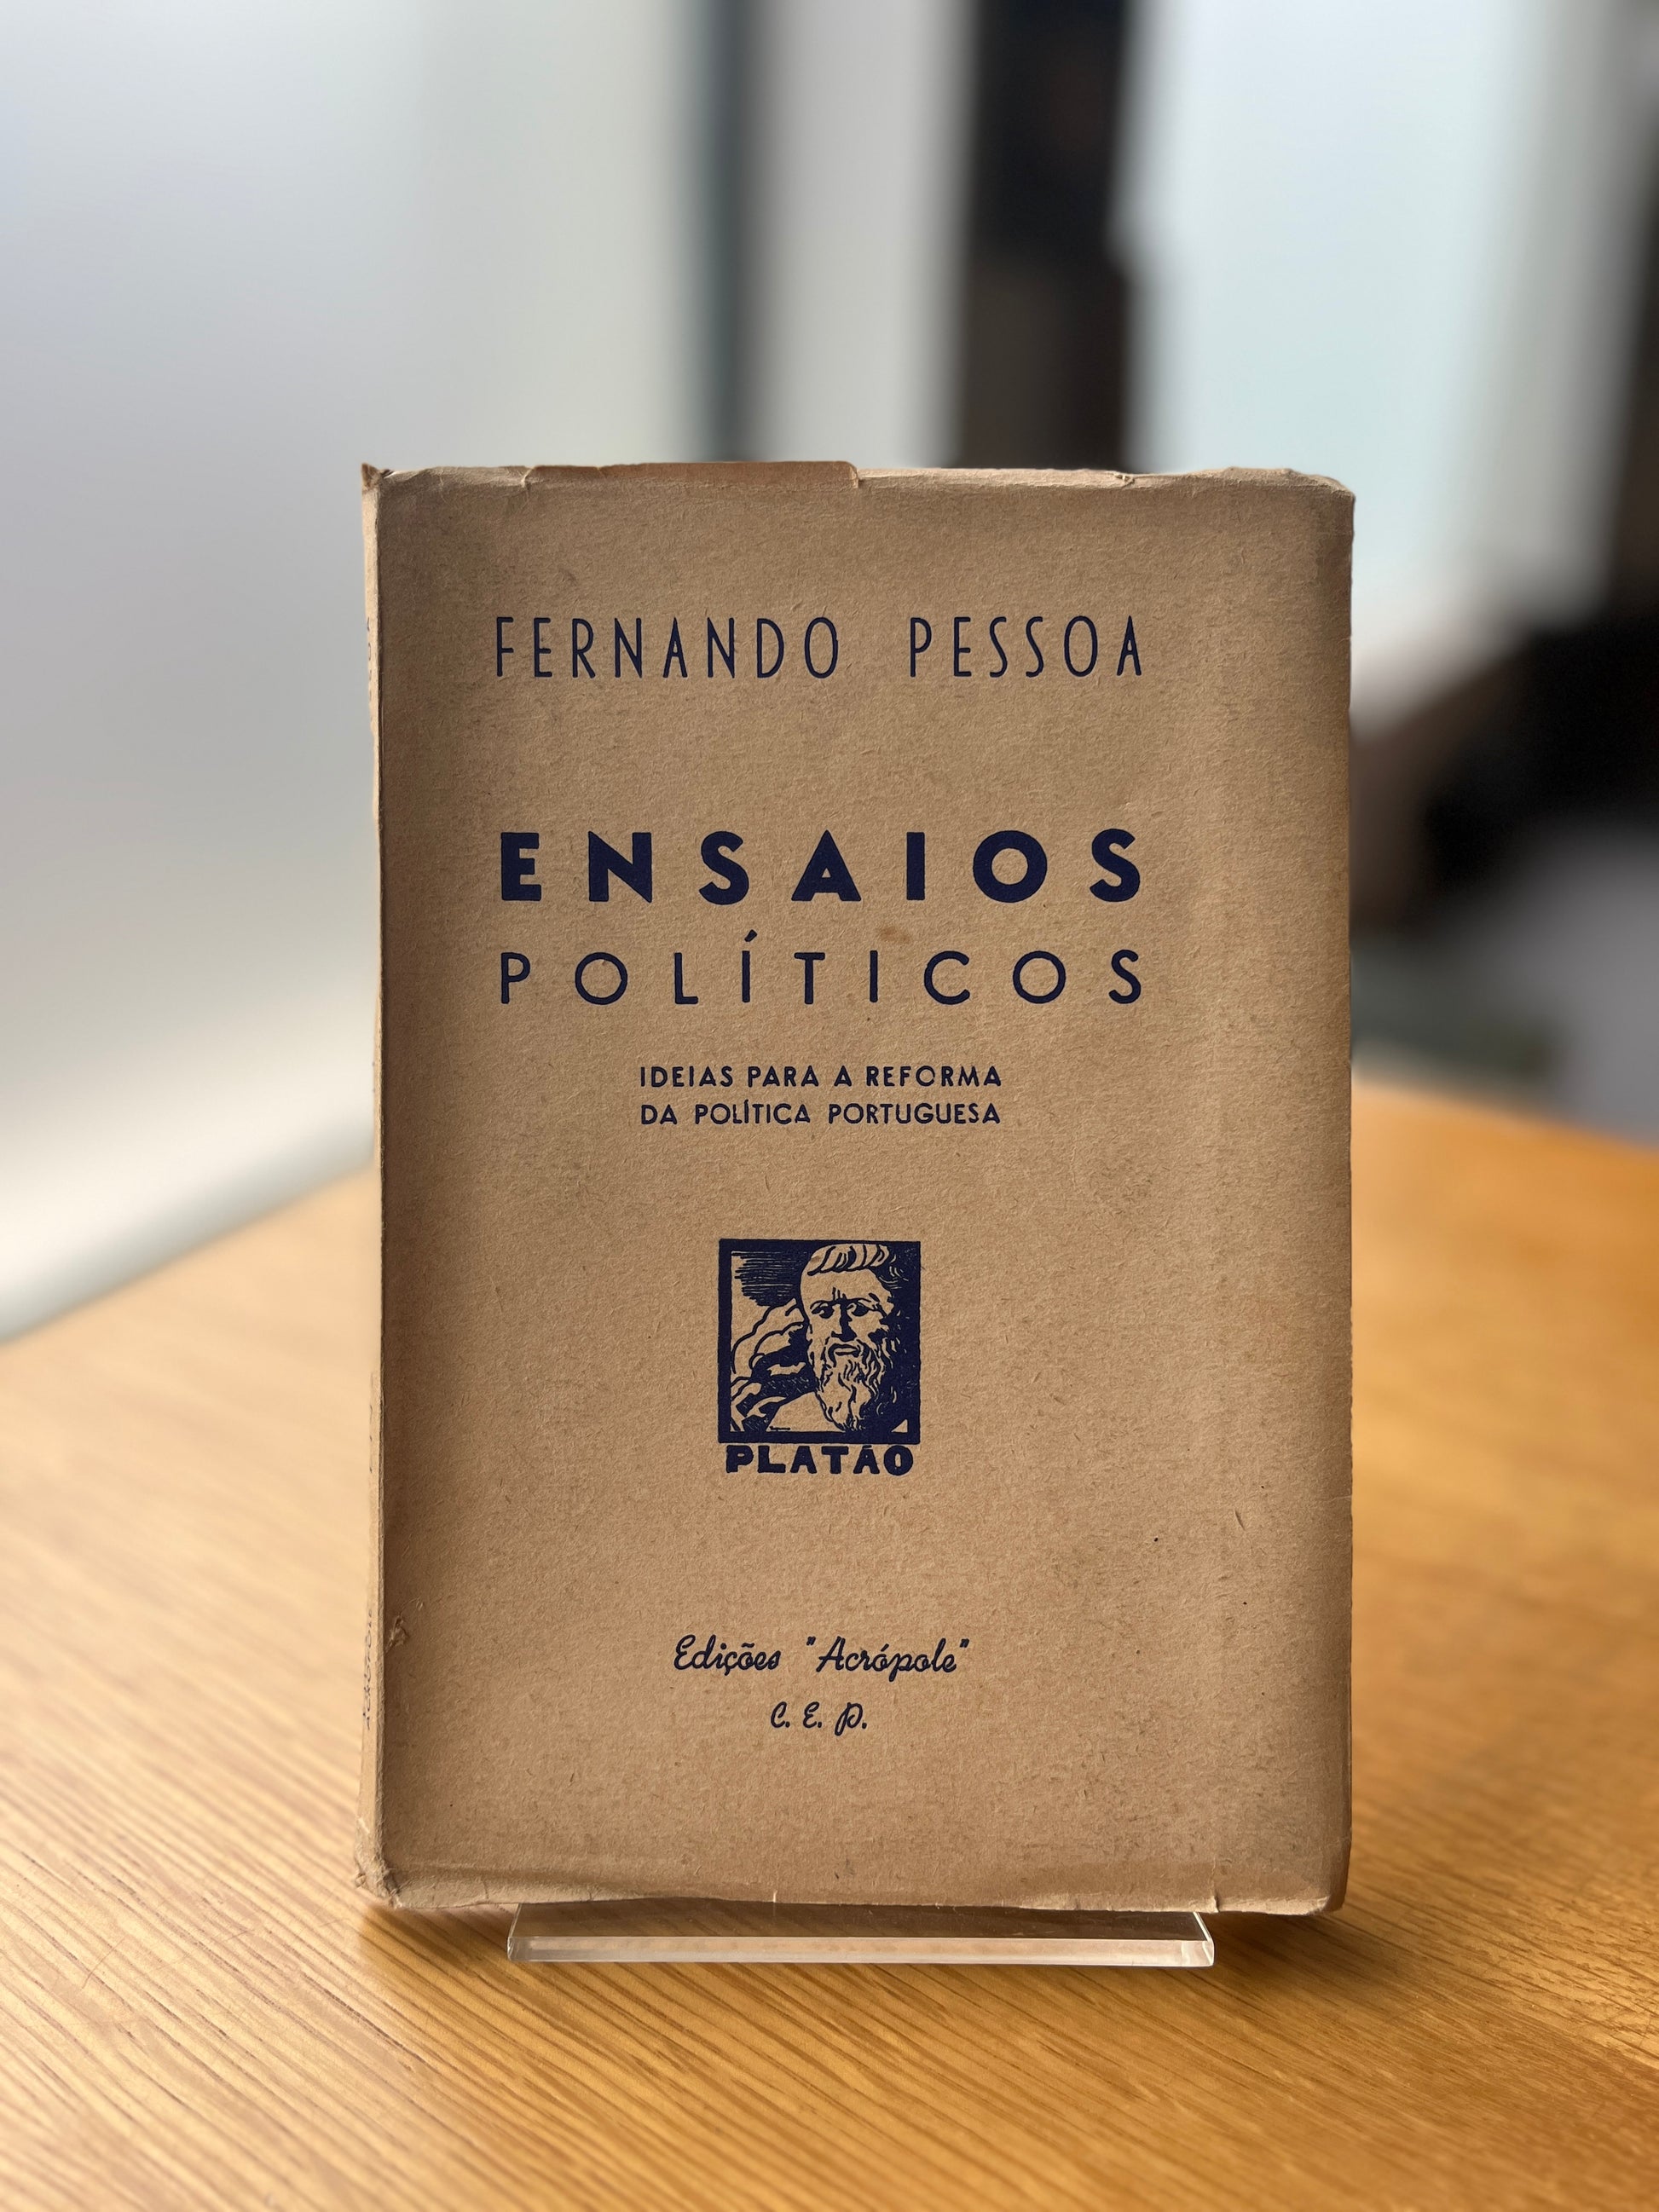 FERNANDO PESSOA
ENSAIOS
POLÍTICOS
IDEIAS PARA A REFORMA
DA POLÍTICA PORTUGUESA
PLATÃO
Edições "Acrópole"
C. E. P.